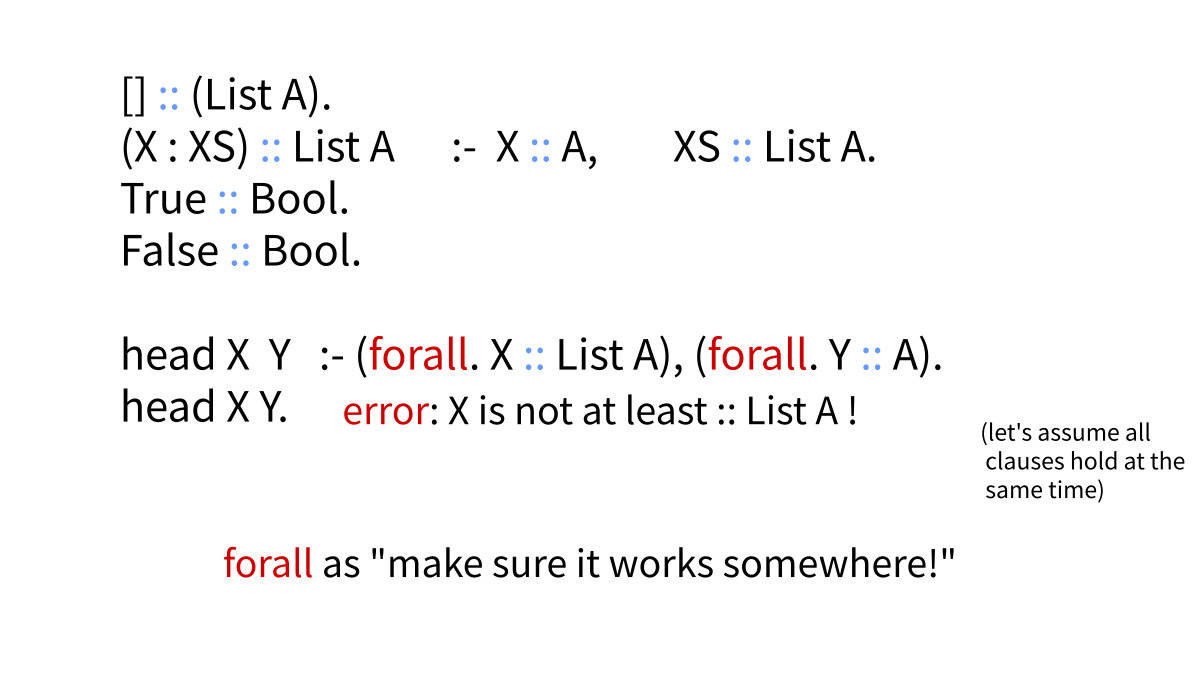 [] :: (List A).
(X : XS) :: List A :- X :: A, XS :: List A.
True :: Bool.
False :: Bool.
head X Y :- (forall. X :: List A), (forall. Y :: A).
head X Y. error: X is not at least :: List A !
(let's assume all
clauses hold at the
same time)
forall as "make sure it works somewhere!"